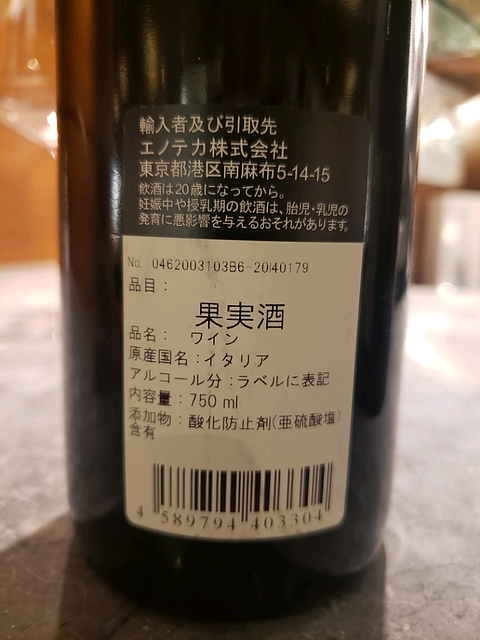 輸入者及び引取先
エノテカ株式会社
東京都港区南麻布5-14-15
飲酒は20歳になってから。
妊娠中や授乳期の飲酒は、胎児・乳児の
発育に悪影響を与えるおそれがあります。
No. 0462003103B6-20I40179
品目：
果実酒
品名： ワイン
原産国名：イタリア
アルコール分：ラベルに表記
内容量：750 ml
添加物：酸化防止剤(亜硫酸塩)
含有
4 589794 403304